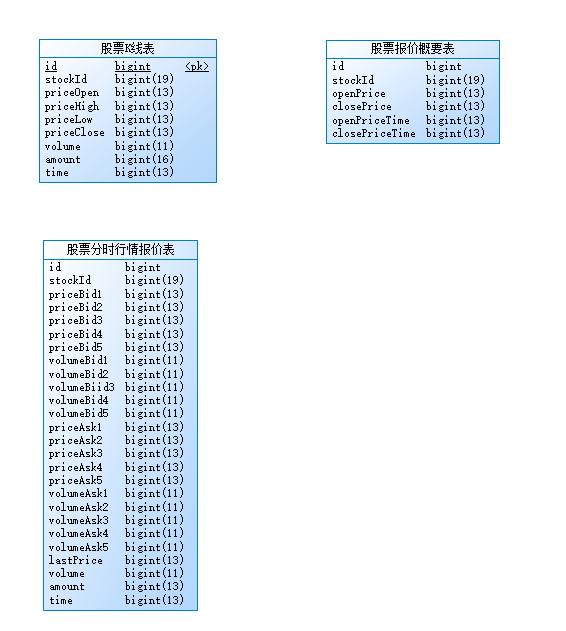 股票K线表
id bigint <pk>
stockId bigint(19)
priceOpen bigint(13)
priceHigh bigint(13)
priceLow bigint(13)
priceClose bigint(13)
volume bigint(11)
amount bigint(16)
time bigint(13)
股票报价概要表
id bigint
stockId bigint(19)
openPrice bigint(13)
closePrice bigint(13)
openPriceTime bigint(13)
closePriceTime bigint(13)
股票分时行情报价表
id bigint
stockId bigint(19)
priceBid1 bigint(13)
priceBid2 bigint(13)
priceBid3 bigint(13)
priceBid4 bigint(13)
priceBid5 bigint(13)
volumeBid1 bigint(11)
volumeBid2 bigint(11)
volumeBiid3 bigint(11)
volumeBid4 bigint(11)
volumeBid5 bigint(11)
priceAsk1 bigint(13)
priceAsk2 bigint(13)
priceAsk3 bigint(13)
priceAsk4 bigint(13)
priceAsk5 bigint(13)
volumeAsk1 bigint(11)
volumeAsk2 bigint(11)
volumeAsk3 bigint(11)
volumeAsk4 bigint(11)
volumeAsk5 bigint(11)
lastPrice bigint(13)
volume bigint(11)
amount bigint(13)
time bigint(13)